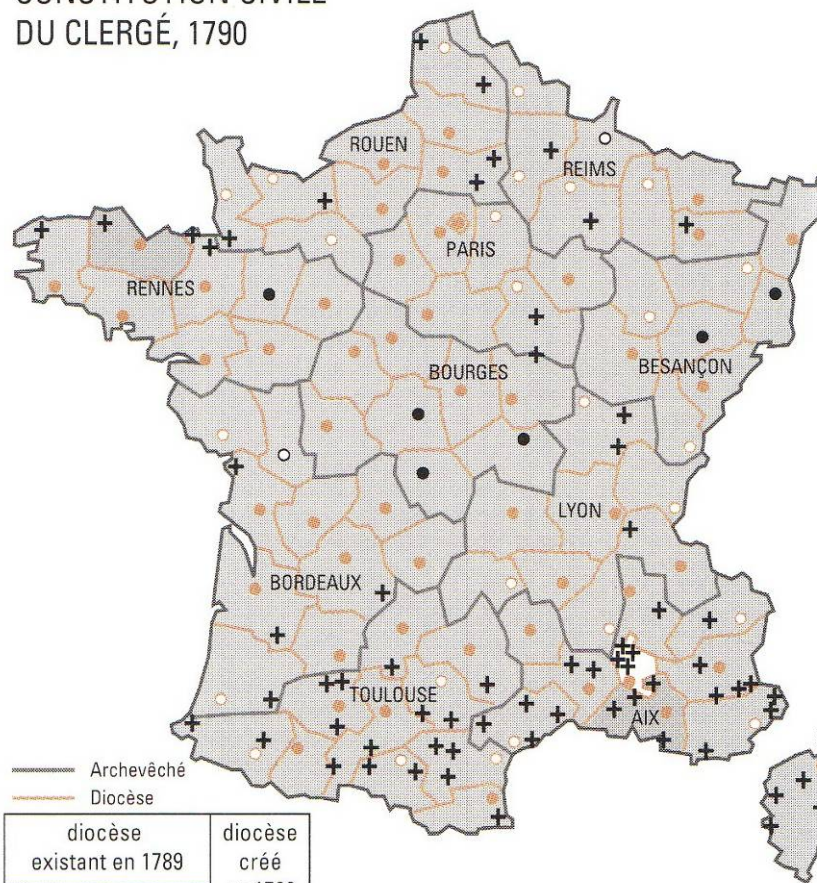 DU CLERGÉ, 1790
ROUEN
REIMS
PARIS
RENNES
BOURGES
BESANÇON
LYON
BORDEAUX
TOULOUSE
AIX
Archevêché
Diocèse
diocèse
existant en 1789
diocèse
créé